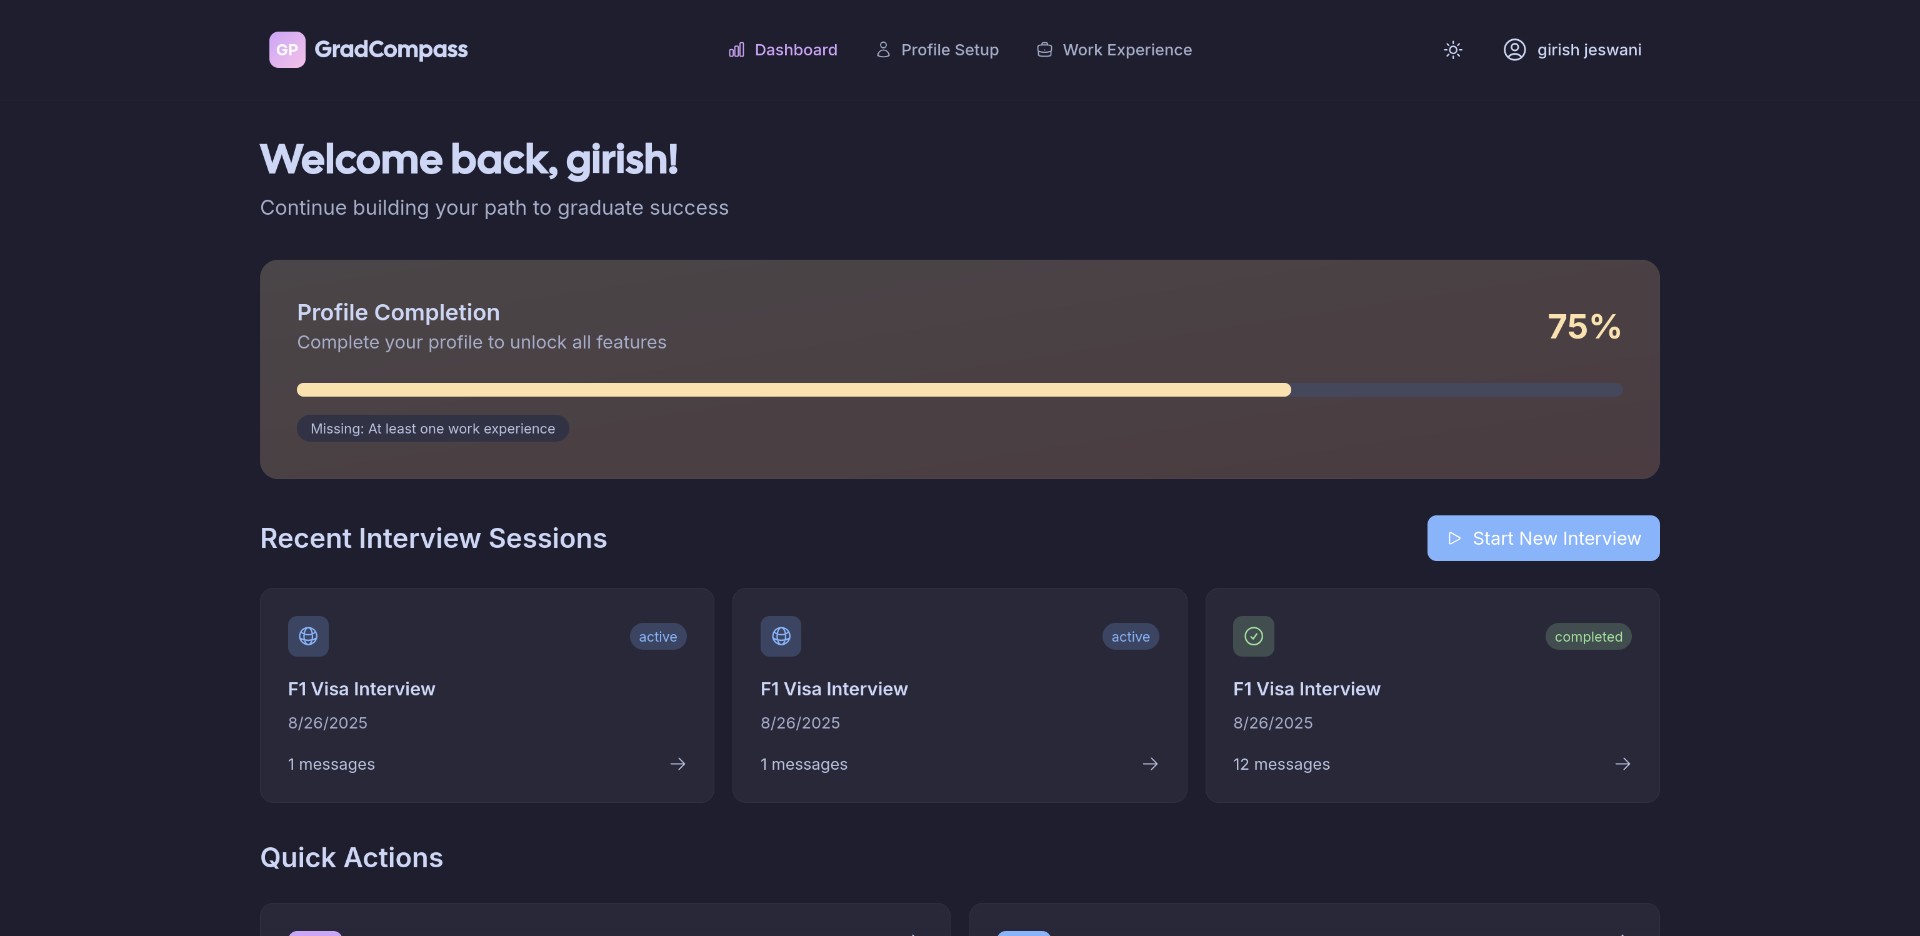 GP GradCompass
Dashboard
Profile Setup
Work Experience
girish jeswani
Welcome back, girish!
Continue building your path to graduate success
Profile Completion
Complete your profile to unlock all features
75%
Missing: At least one work experience
Recent Interview Sessions
Start New Interview
active
F1 Visa Interview
8/26/2025
1 messages
active
F1 Visa Interview
8/26/2025
1 messages
completed
F1 Visa Interview
8/26/2025
12 messages
Quick Actions